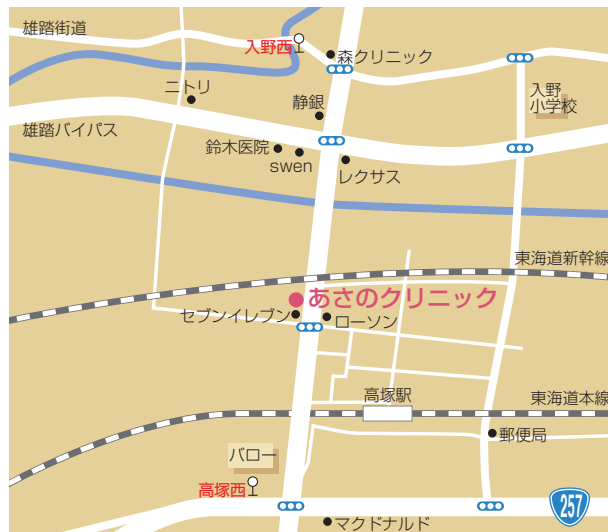 雄踏街道
入野西
森クリニック
ニトリ
静銀
入野
小学校
雄踏バイパス
鈴木医院
swen
レクサス
東海道新幹線
あさのクリニック
セブンイレブン
ローソン
高塚駅
東海道本線
郵便局
バロー
高塚西
257
マクドナルド